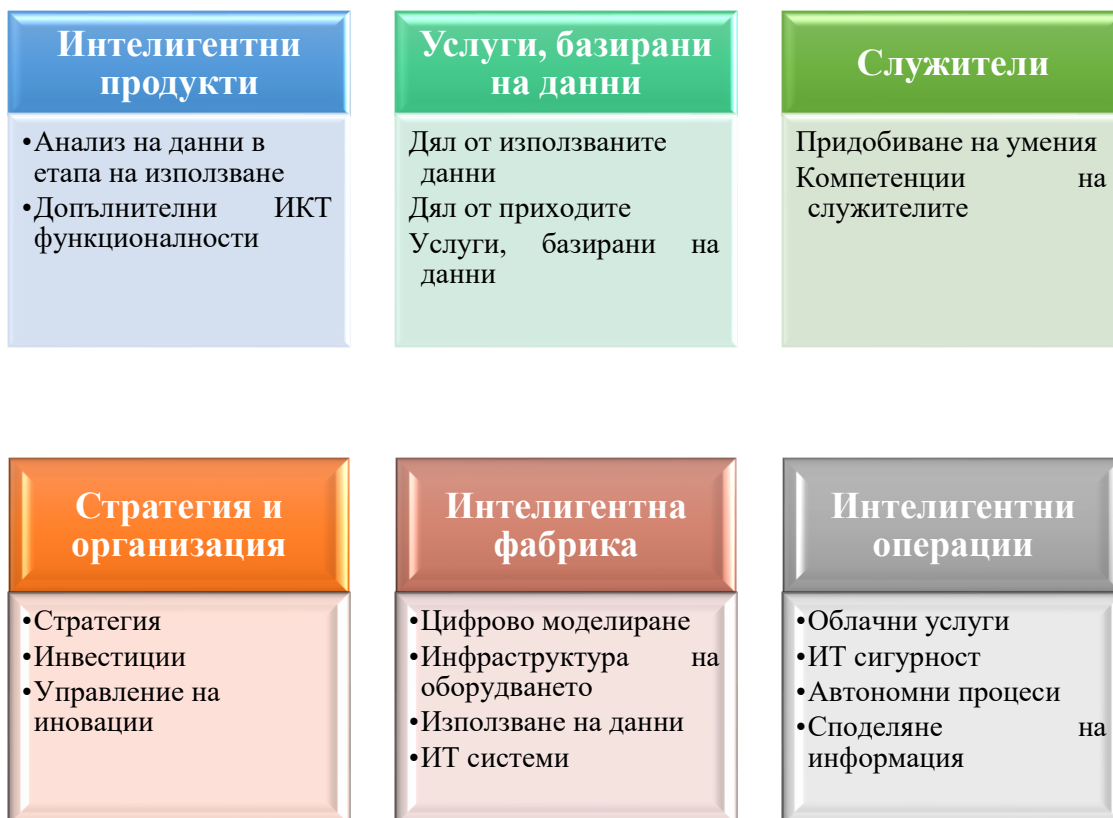 Интелигентни
продукти
•Анализ на данни в
етапа на използване
•Допълнителни ИКТ
функционалности
Услуги, базирани
на данни
Дял от използваните
данни
Дял от приходите
Услуги, базирани на
данни
Служители
Придобиване на умения
Компетенции на
служителите
Стратегия и
организация
•Стратегия
•Инвестиции
•Управление на
иновации
Интелигентна
фабрика
•Цифрово моделиране
•Инфраструктура на
оборудването
•Използване на данни
•ИТ системи
Интелигентни
операции
•Облачни услуги
•ИТ сигурност
•Автономни процеси
•Споделяне на
информация